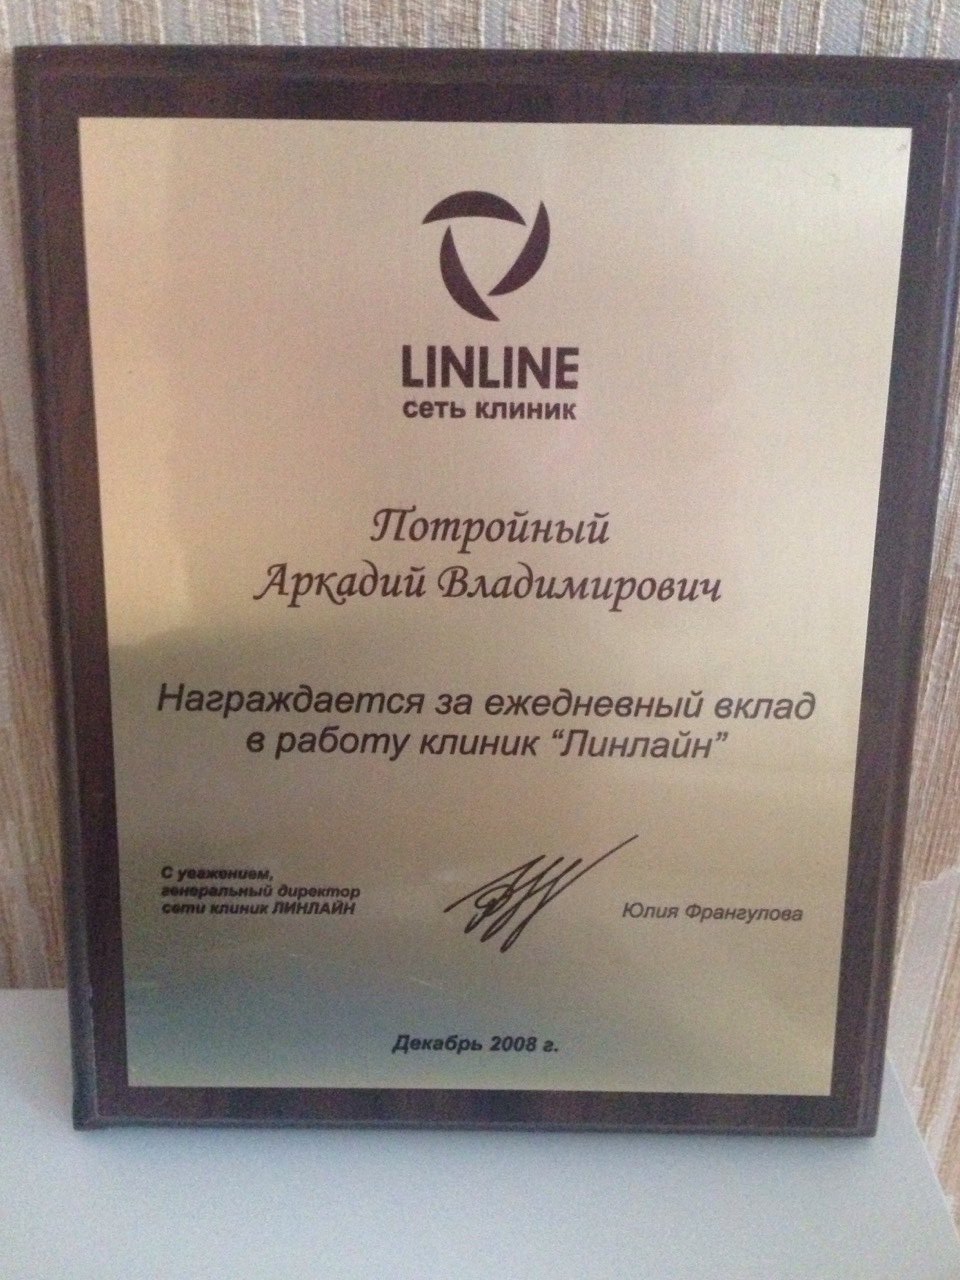 LINLINE
сеть клиник
Потройный
Аркадий Владимирович
Награждается за ежедневный вклад
в работу клиник “Линлайн”
С уважением,
генеральный директор
сети клиник ЛИНЛАЙН
Юлия Франгулова
Декабрь 2008 г.